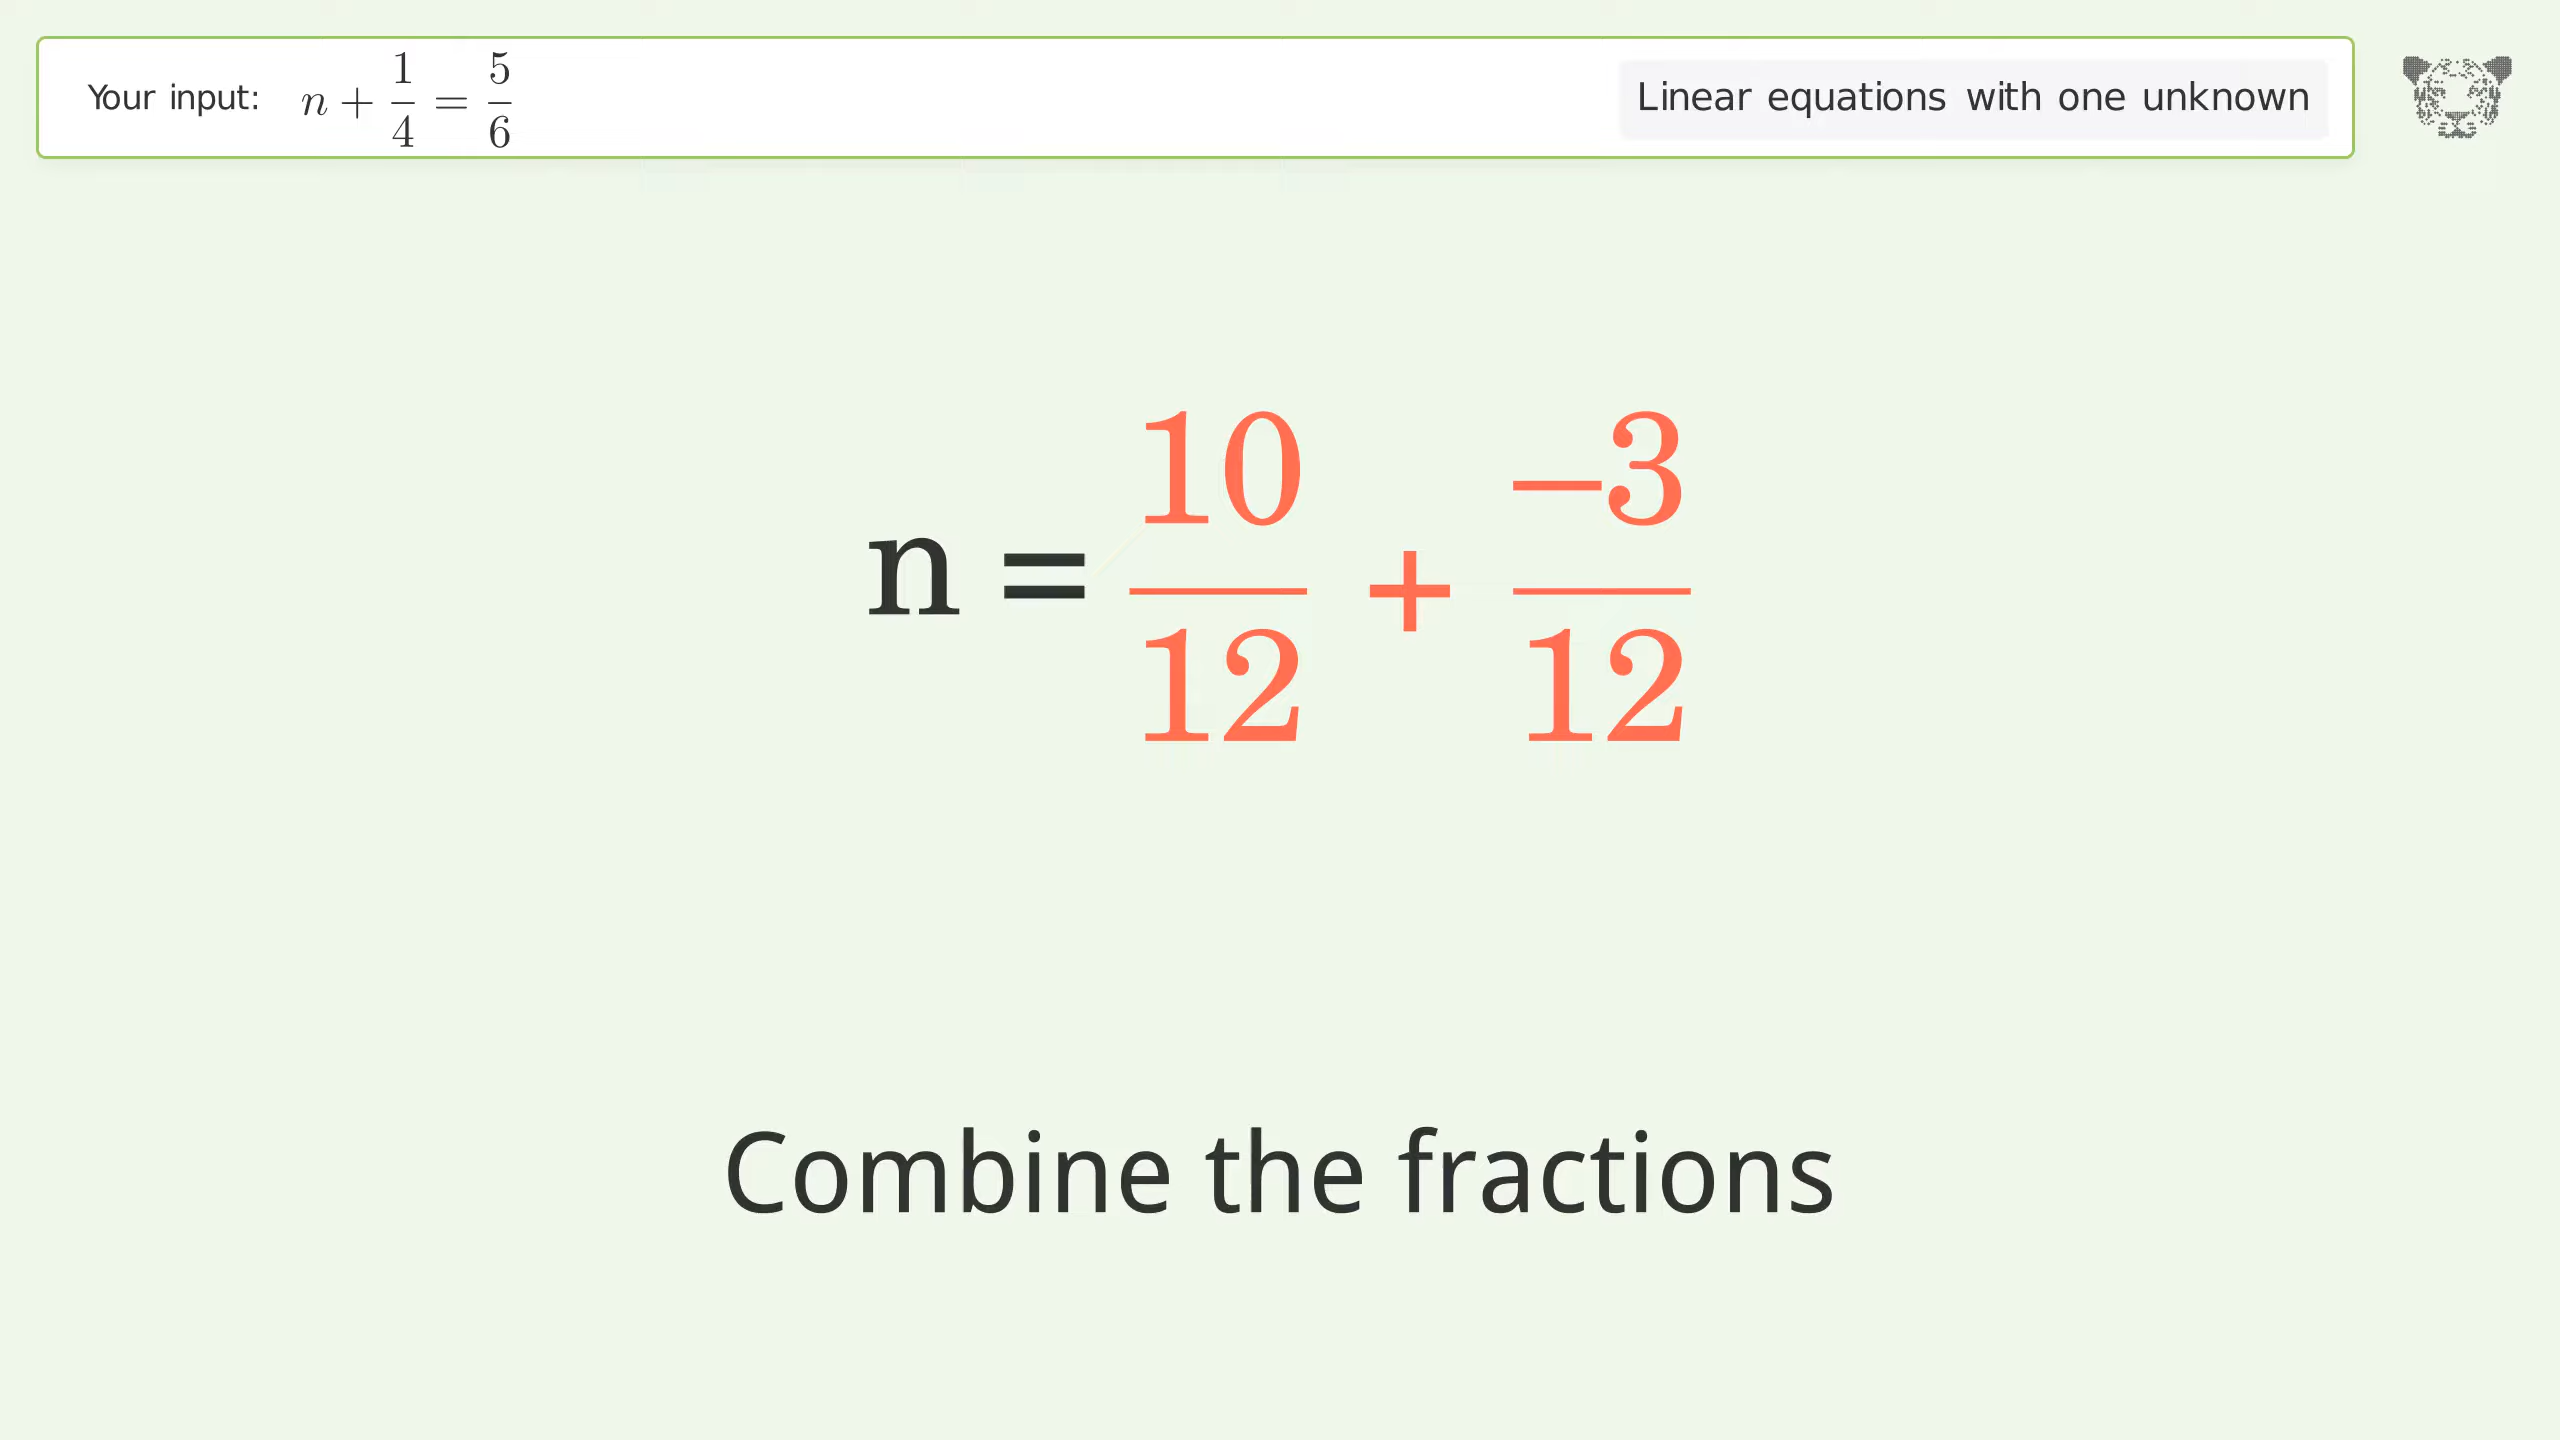 Your input: n + 1/4 = 5/6
Linear equations with one unknown
n = 10/12 + −3/12
Combine the fractions